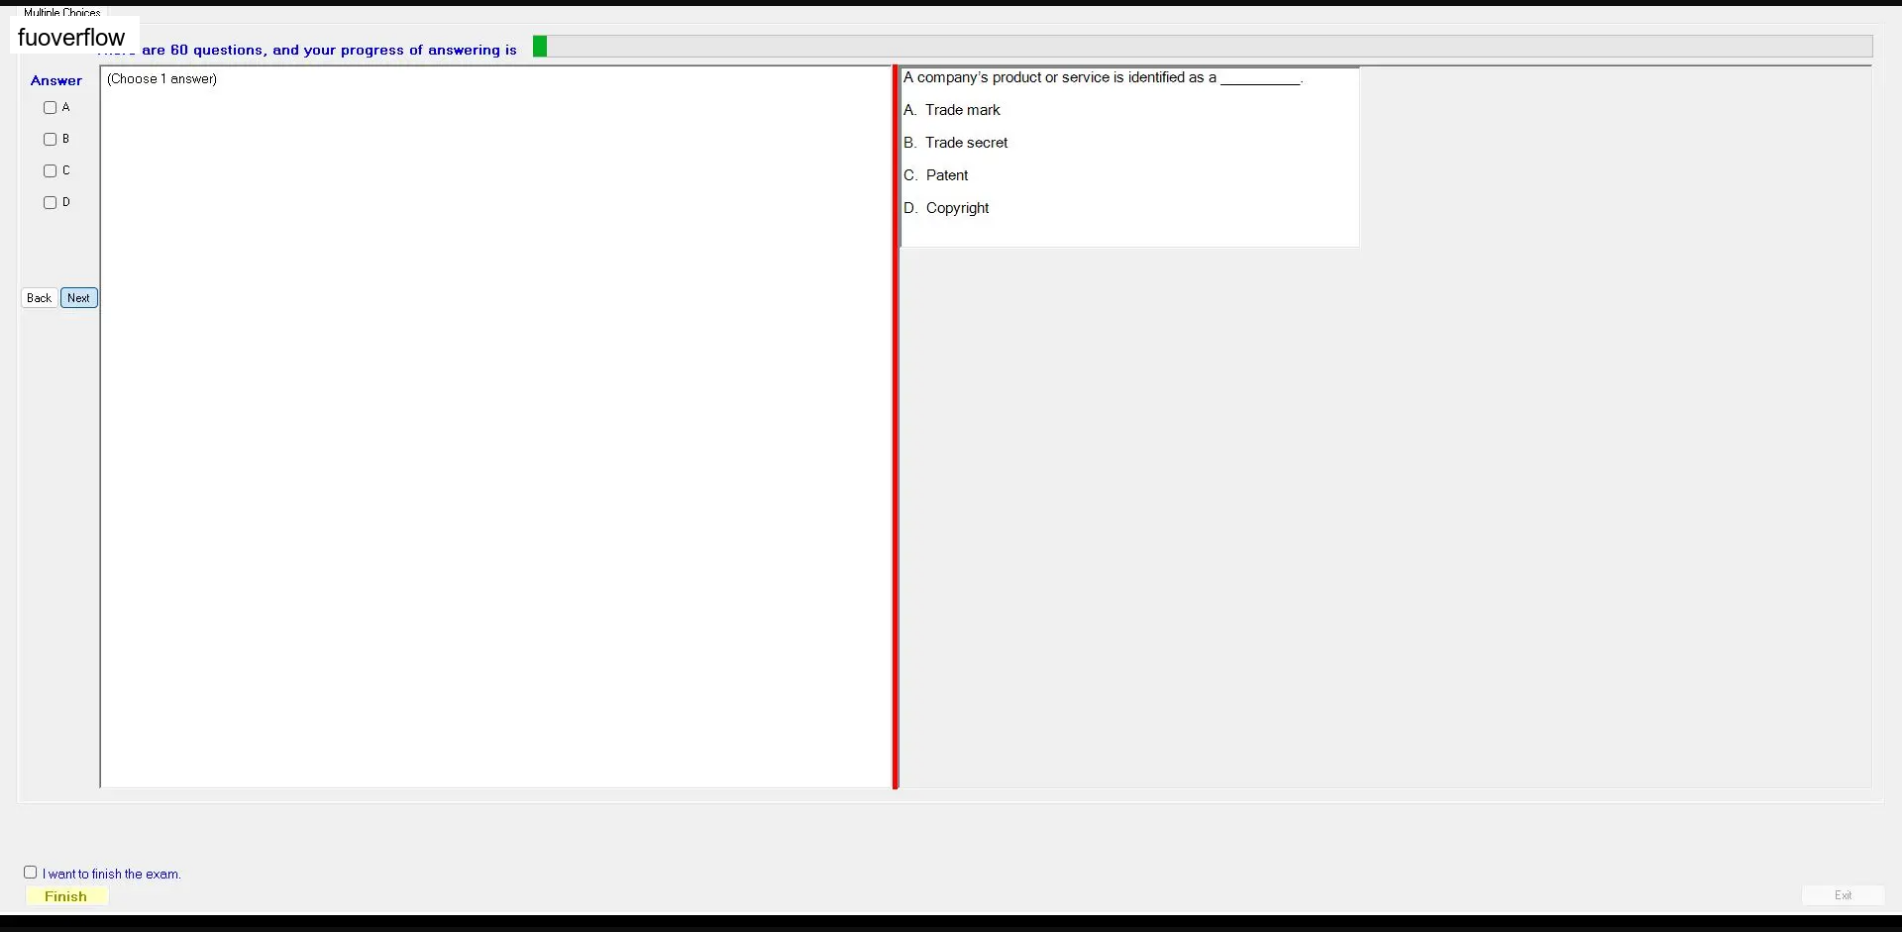 Multiple Choices
fuoverflow
are 60 questions, and your progress of answering is
Answer
A
B
C
D
Back Next
(Choose 1 answer)
A company's product or service is identified as a __________.
A. Trade mark
B. Trade secret
C. Patent
D. Copyright
I want to finish the exam.
Finish
Exit